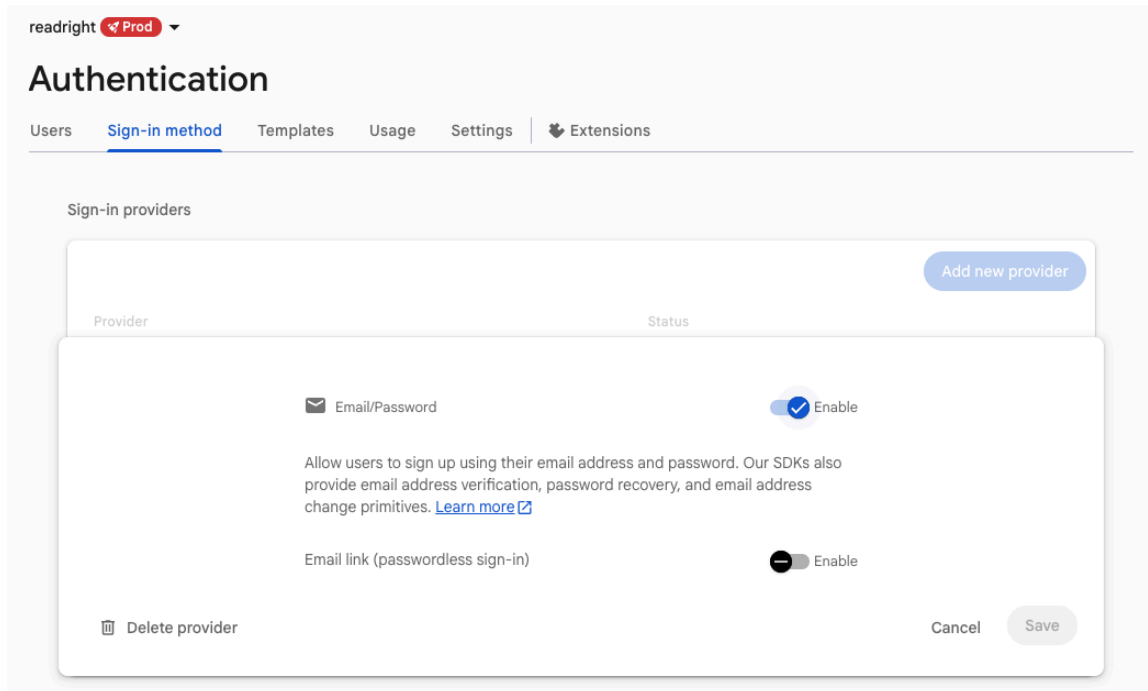 readright Prod
Authentication
Users Sign-in method Templates Usage Settings Extensions
Sign-in providers
Add new provider
Provider Status
Email/Password Enable
Allow users to sign up using their email address and password. Our SDKs also
provide email address verification, password recovery, and email address
change primitives. Learn more
Email link (passwordless sign-in) Enable
Delete provider Cancel Save